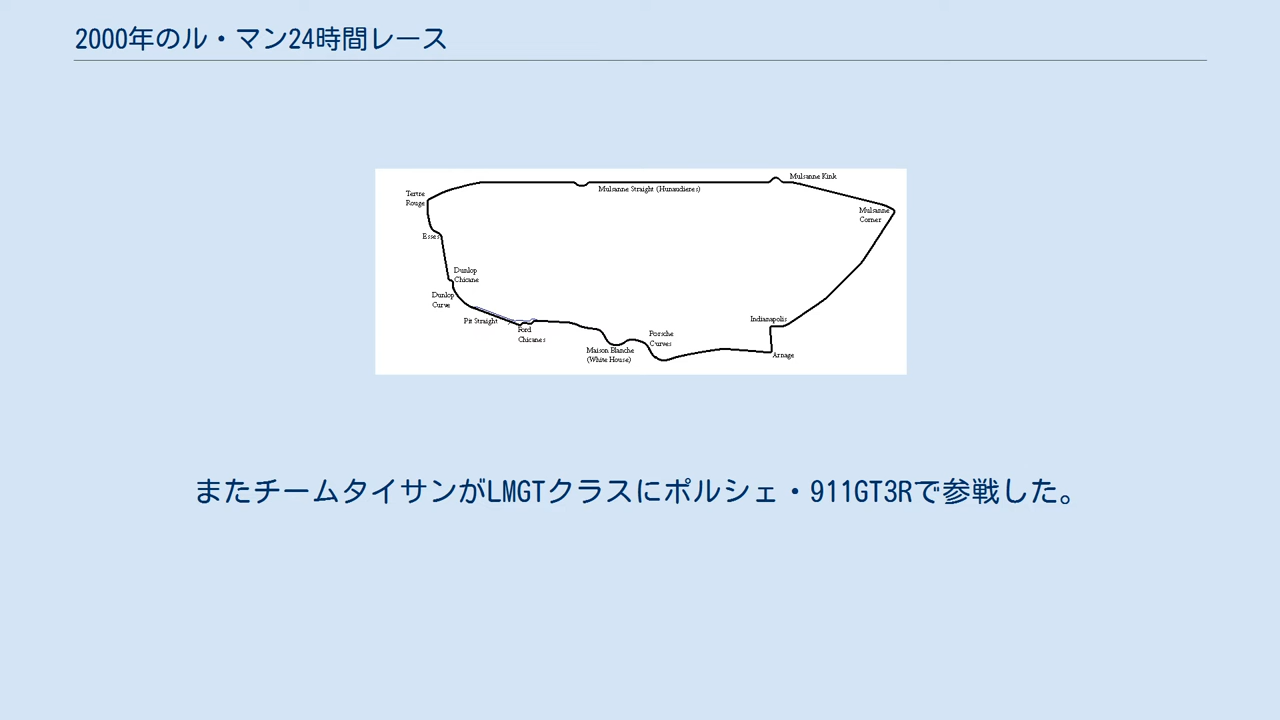 2000年のル・マン24時間レース
Mulsanne Kink
Mulsanne Straight (Hunaudieres)
Tertre
Rouge
Mulsanne
Corner
Esses
Dunlop
Chicane
Dunlop
Curve
Pit Straight
Ford
Chicanes
Indianapolis
Porsche
Curves
Maison Blanche
(White House)
Arnage
またチームタイサンがLMGTクラスにポルシェ・911GT3Rで参戦した。